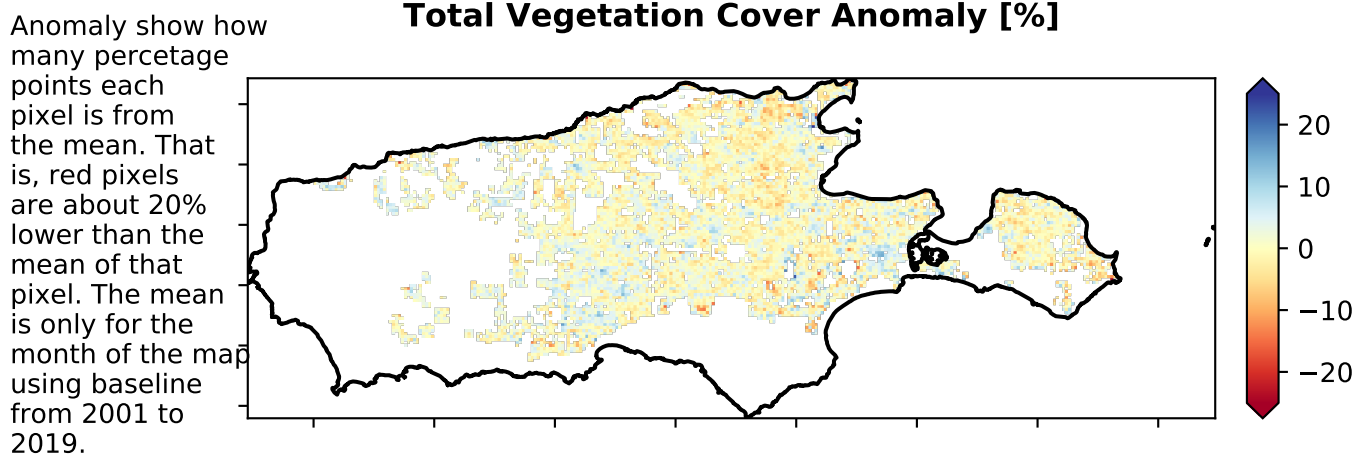 Total Vegetation Cover Anomaly [%]
Anomaly show how
many percetage
points each
pixel is from
the mean. That
is, red pixels
are about 20%
lower than the
mean of that
pixel. The mean
is only for the
month of the map
using baseline
from 2001 to
2019.
20
10
0
−10
−20